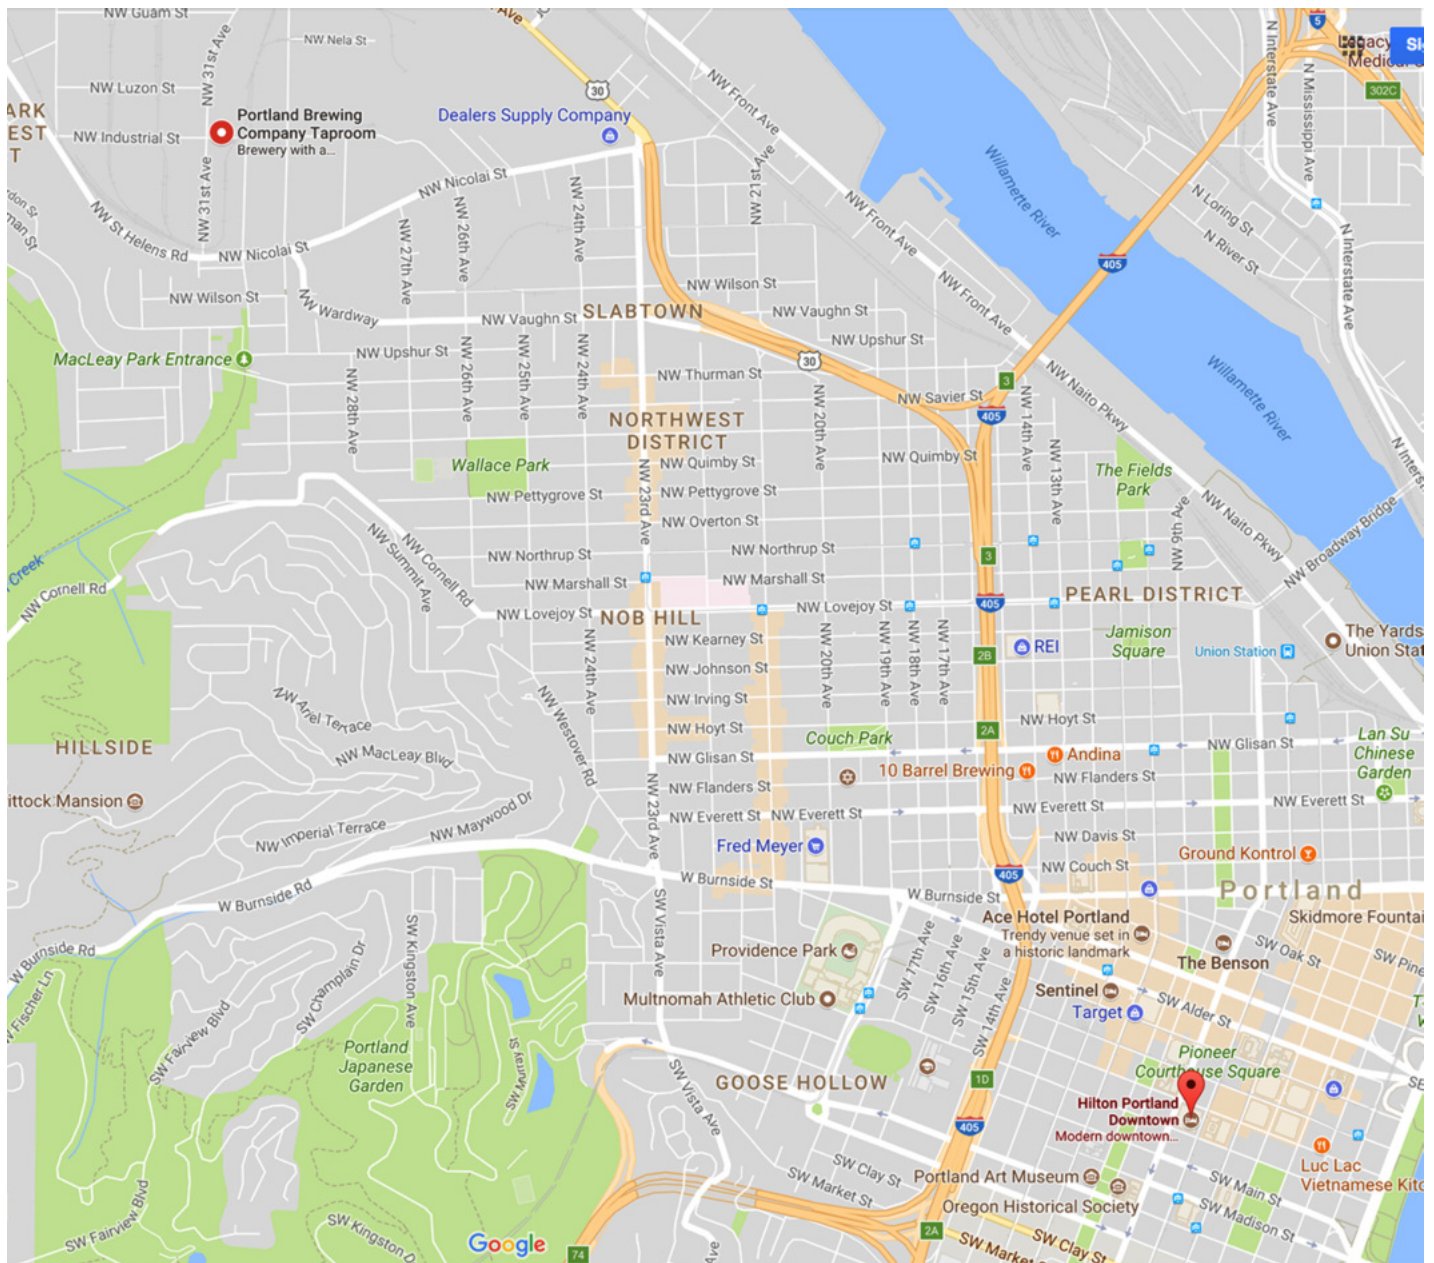 NW Guam St
NW 31st Ave
NW Nela St
NW Luzon St
Portland Brewing
Company Taproom
Brewery with a...
NW Industrial St
NW 31st Ave
30
Dealers Supply Company
NW Front Ave
N Interstate Ave
N Mississippi Ave
5
Legacy
302C
NW St Helens Rd
NW Nicolai St
NW Nicolai St
NW 27th Ave
NW 26th Ave
NW 24th Ave
NW 21st Ave
NW Front Ave
Willamette River
405
N Loring St
N River St
N Interstate Ave
NW Wilson St
NW Wardway
NW Vaughn St
SLABTOWN
NW Wilson St
NW Vaughn St
NW Upshur St
NW Front Ave
MacLeay Park Entrance
NW Upshur St
NW 28th Ave
NW 26th Ave
NW 25th Ave
NW 24th Ave
NW Thurman St
30
NW Savier St
3
405
NW 20th Ave
NW 14th Ave
NW 13th Ave
NW Naito Pkwy
Willamette River
NORTHWEST
DISTRICT
Wallace Park
NW Quimby St
NW Quimby St
The Fields
Park
NW Pettygrove St
NW Pettygrove St
NW 23rd Ave
NW Overton St
NW 9th Ave
NW Naito Pkwy
NW Broadway Bridge
NW Summit Ave
NW Cornell Rd
NW Northrup St
NW Northrup St
3
Creek
NW Cornell Rd
NW Marshall St
NW Marshall St
NW Lovejoy St
NOB HILL
NW Lovejoy St
405
PEARL DISTRICT
NW 24th Ave
NW Kearney St
NW Johnson St
NW Irving St
NW Hoyt St
NW Glisan St
NW Flanders St
NW Everett St
NW Everett St
NW 20th Ave
NW 19th Ave
NW 18th Ave
NW 17th Ave
2B
REI
Jamison
Square
Union Station
The Yards
NW Ariel Terrace
NW MacLeay Blvd
NW Westover Rd
HILLSIDE
Couch Park
2A
NW Hoyt St
Andina
NW Glisan St
Lan Su
Chinese
Garden
10 Barrel Brewing
NW Flanders St
NW Everett St
NW Everett St
ittock Mansion
NW Imperial Terrace
NW Maywood Dr
NW 23rd Ave
Fred Meyer
NW Davis St
NW Couch St
Ground Kontrol
405
W Burnside St
W Burnside St
Portland
W Burnside Rd
W Burnside Rd
SW Kingston Ave
SW Champlain Dr
SW Vista Ave
Providence Park
Multnomah Athletic Club
SW 17th Ave
SW 16th Ave
SW 15th Ave
SW 14th Ave
Ace Hotel Portland
Trendy venue set in
a historic landmark
The Benson
SW Oak St
SW Pine
Sentinel
Target
SW Alder St
SW Fairview Blvd
Portland
Japanese
Garden
SW Murray St
GOOSE HOLLOW
SW Vista Ave
1D
405
Pioneer
Courthouse Square
Hilton Portland
Downtown
Modern downtown...
SW Clay St
SW Market St
Portland Art Museum
Oregon Historical Society
SW Main St
SW Madison St
Luc Lac
SW Fairview Blvd
Google
74
2A
SW Clay St